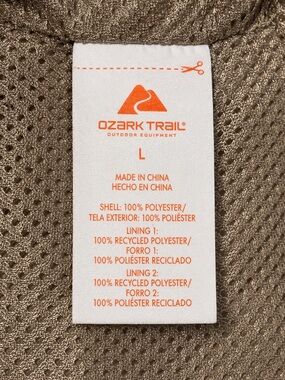 OZARK TRAIL®
OUTDOOR EQUIPMENT
L
MADE IN CHINA
HECHO EN CHINA
SHELL: 100% POLYESTER/
TELA EXTERIOR: 100% POLIÉSTER
LINING 1:
100% RECYCLED POLYESTER/
FORRO 1:
100% POLIÉSTER RECICLADO
LINING 2:
100% RECYCLED POLYESTER/
FORRO 2:
100% POLIÉSTER RECICLADO